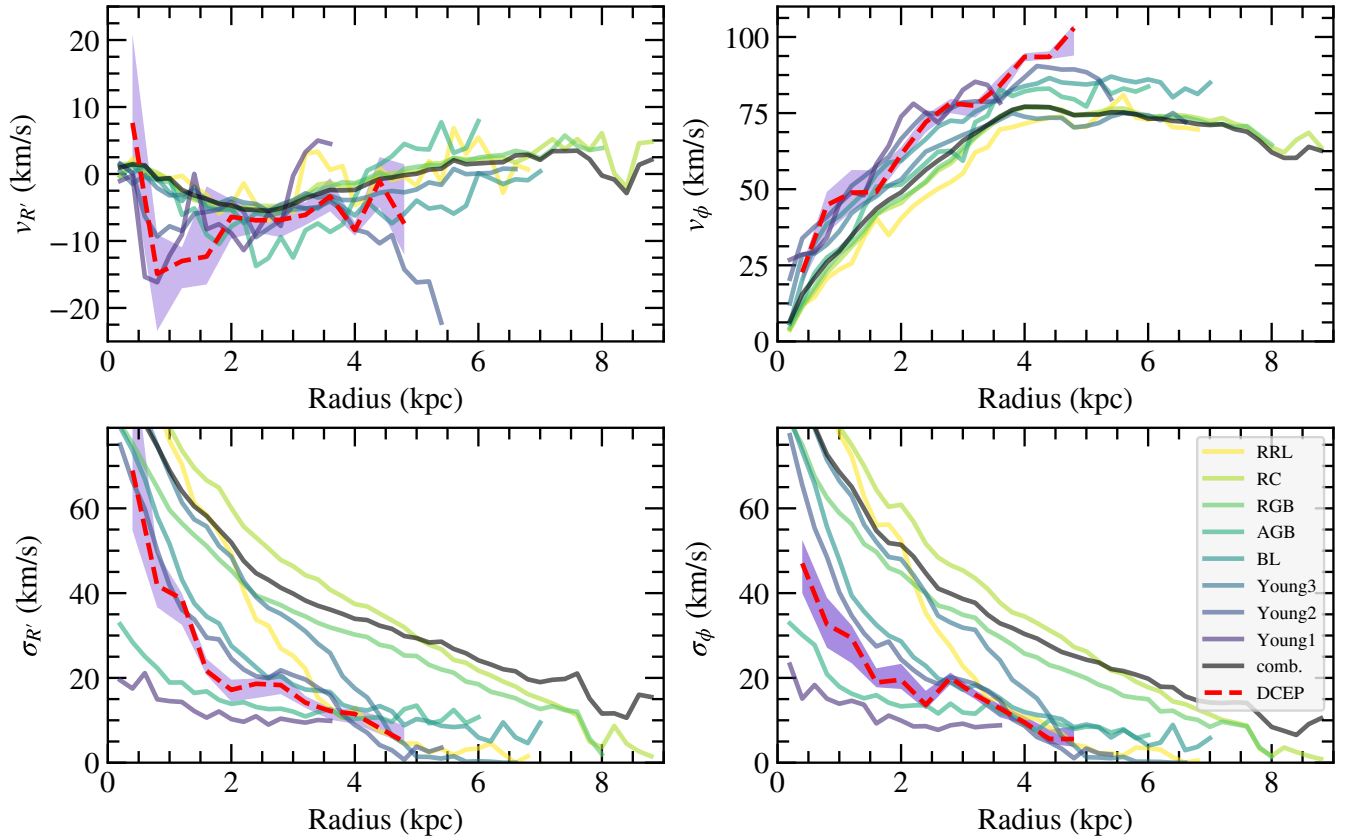 20
10
0
−10
−20
v_R′ (km/s)
0 2 4 6 8
Radius (kpc)
100
75
50
25
0
v_ϕ (km/s)
0 2 4 6 8
Radius (kpc)
60
40
20
0
σ_R′ (km/s)
0 2 4 6 8
Radius (kpc)
60
40
20
0
σ_ϕ (km/s)
0 2 4 6 8
Radius (kpc)
RRL
RC
RGB
AGB
BL
Young3
Young2
Young1
comb.
DCEP